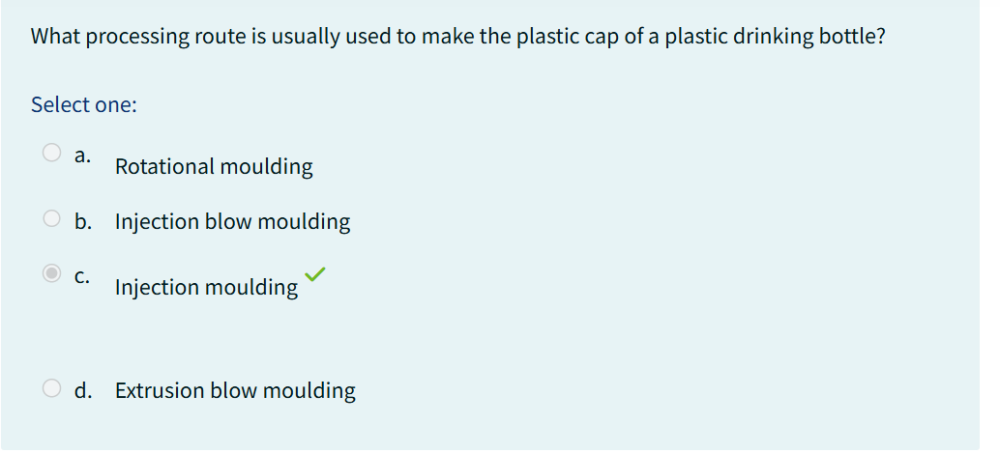 What processing route is usually used to make the plastic cap of a plastic drinking bottle?
Select one:
a. Rotational moulding
b. Injection blow moulding
c. Injection moulding
d. Extrusion blow moulding